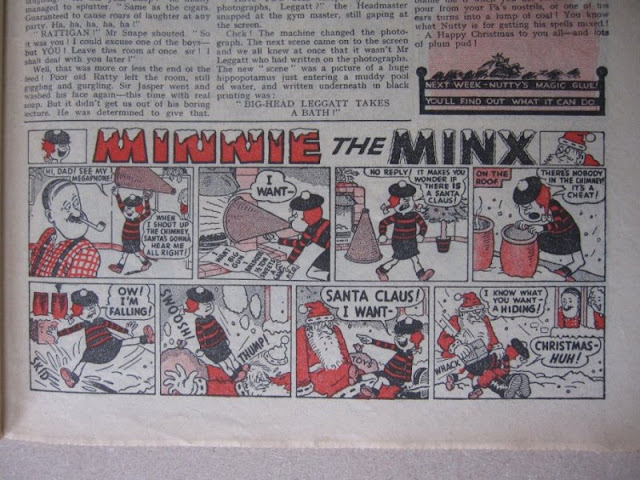 managed to splutter. "Same as the cigars.
Guaranteed to cause roars of laughter at any
party. Ha, ha, ha, ha, ha!"
"RATTIGAN!" Mr Snape shouted. "So
it was you! I could excuse one of the boys—
but YOU! Leave this room at once, sir! I
shall deal with you later!"
Well, that was more or less the end of the
feed! Poor old Ratty left the room, still
giggling and gurgling. Sir Jasper went and
washed his face again—this time with real
soap. But it didn't get us out of his boring
lecture. He was determined to give that.
photographs, Leggatt!" the Headmaster
snapped at the gym master, still gaping at
the screen.
Click! The machine changed the photo-
graph. The next scene came on to the screen
and we all knew at once that it wasn't Mr
Leggatt who had written on the photographs.
The new "scene" was a picture of a huge
hippopotamus just entering a muddy pool
of water, and written underneath in black
printing was:
"BIG-HEAD LEGGATT TAKES
A BATH!"
pour from your Pa's nostrils, or one of his
ears turns into a lump of coal! You know
what? Nutty is for getting his spells mixed!
A Happy Christmas to you all—and lots
of plum pud!
NEXT WEEK—NUTTY'S MAGIC GLUE!
YOU'LL FIND OUT WHAT IT CAN DO
MINNIE THE MINX
HI, DAD! SEE MY
MEGAPHONE!
WHEN
I SHOUT UP
THE CHIMNEY,
SANTA'S GONNA
HEAR ME
ALL RIGHT!
I
WANT—
1 BIG
GUN
NO REPLY!
IT MAKES YOU
WONDER IF
THERE IS
A SANTA
CLAUS!
ON THE
ROOF
THERE'S NOBODY
IN THE CHIMNEY
IT'S A
CHEAT!
OW!
I'M
FALLING!
SKID
SWOOSH!
THUMP
SANTA CLAUS!
I WANT—
TOYS
I KNOW WHAT
YOU WANT—
A HIDING!
WHACK
CHRISTMAS—
HUH!